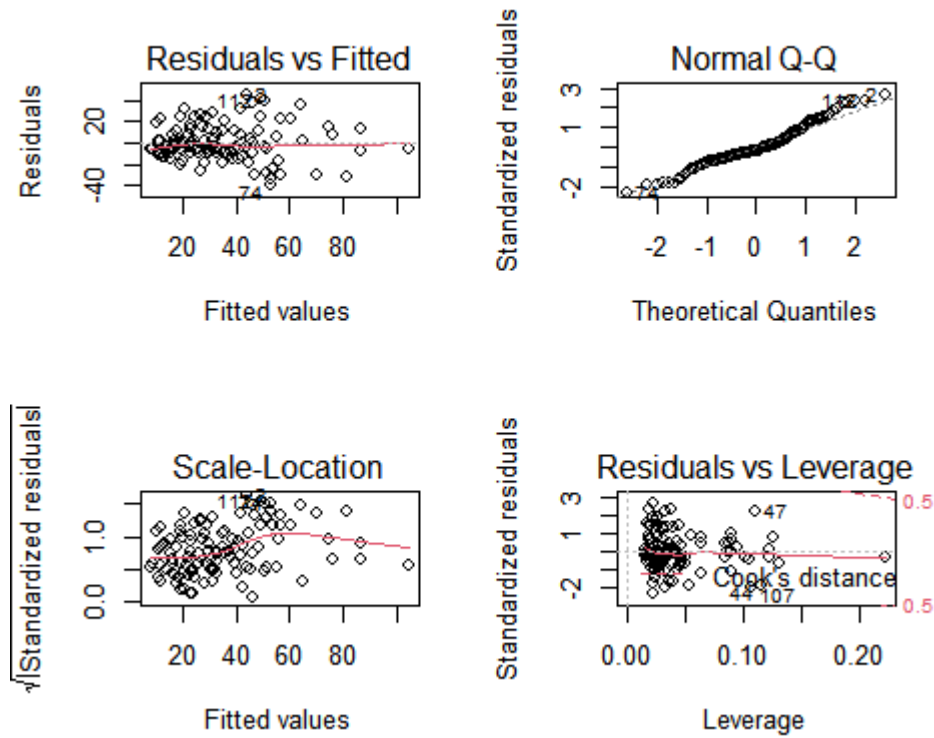 Residuals vs Fitted
Residuals
20
-40
2
74
20 40 60 80
Fitted values
Normal Q-Q
Standardized residuals
3
1
-2
2
74
-2 -1 0 1 2
Theoretical Quantiles
Scale-Location
√|Standardized residuals|
1.0
0.0
20 40 60 80
Fitted values
Residuals vs Leverage
Standardized residuals
3
1
-2
47
0.5
Cook's distance
44 107
0.5
0.00 0.10 0.20
Leverage